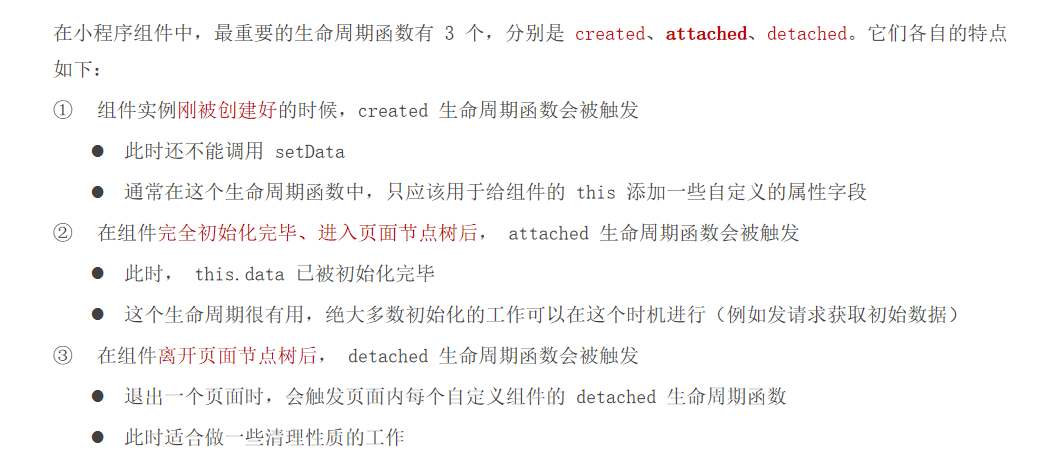 在小程序组件中，最重要的生命周期函数有 3 个，分别是 created、attached、detached。它们各自的特点
如下：
① 组件实例刚被创建好的时候，created 生命周期函数会被触发
● 此时还不能调用 setData
● 通常在这个生命周期函数中，只应该用于给组件的 this 添加一些自定义的属性字段
② 在组件完全初始化完毕、进入页面节点树后， attached 生命周期函数会被触发
● 此时， this.data 已被初始化完毕
● 这个生命周期很有用，绝大多数初始化的工作可以在这个时机进行（例如发请求获取初始数据）
③ 在组件离开页面节点树后， detached 生命周期函数会被触发
● 退出一个页面时，会触发页面内每个自定义组件的 detached 生命周期函数
● 此时适合做一些清理性质的工作